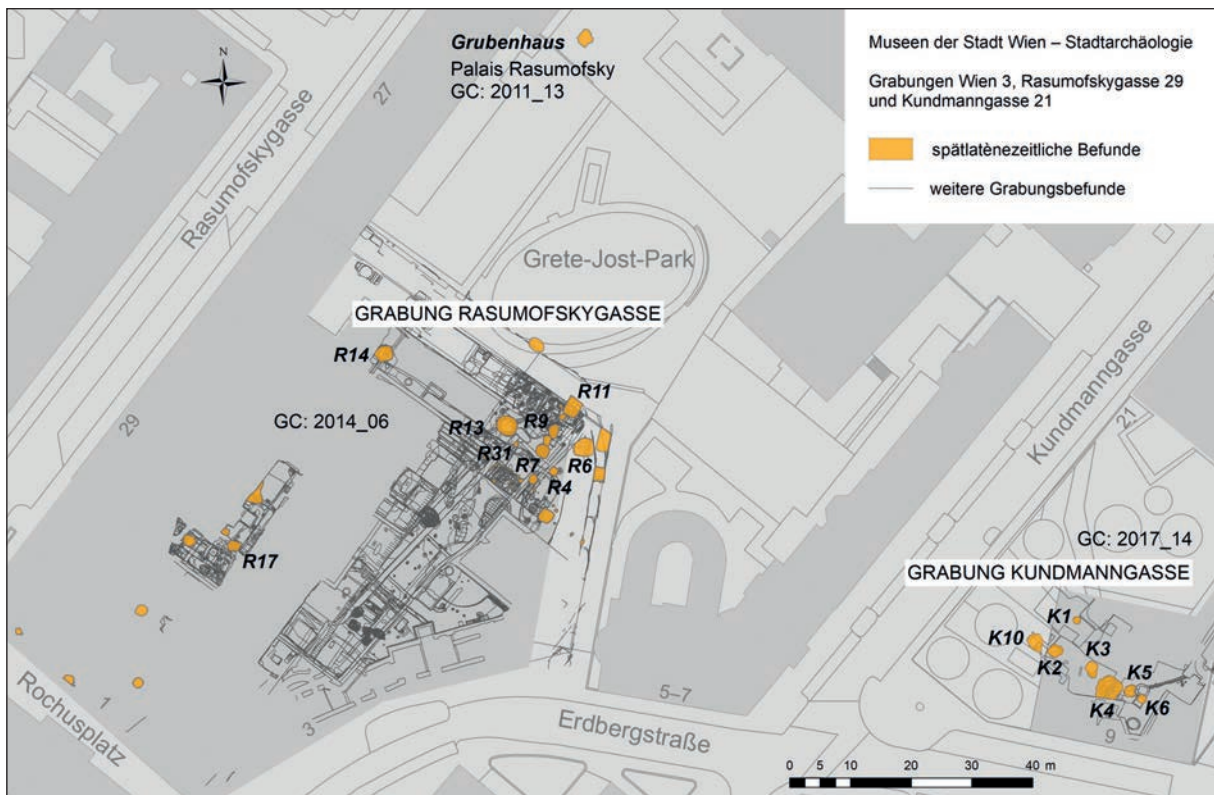 Grubenhaus
Palais Rasumofsky
GC: 2011_13
Museen der Stadt Wien – Stadtarchäologie
Grabungen Wien 3, Rasumofskygasse 29
und Kundmanngasse 21
spätlatènezeitliche Befunde
weitere Grabungsbefunde
N
27
Rasumofskygasse
Grete-Jost-Park
GRABUNG RASUMOFSKYGASSE
R14
R11
R13
R9
R31
R7
R6
R4
GC: 2014_06
29
R17
Kundmanngasse
21
GC: 2017_14
GRABUNG KUNDMANNGASSE
K1
K10
K2
K3
K4
K5
K6
9
5–7
Erdbergstraße
3
1
Rochusplatz
0 5 10 20 30 40 m